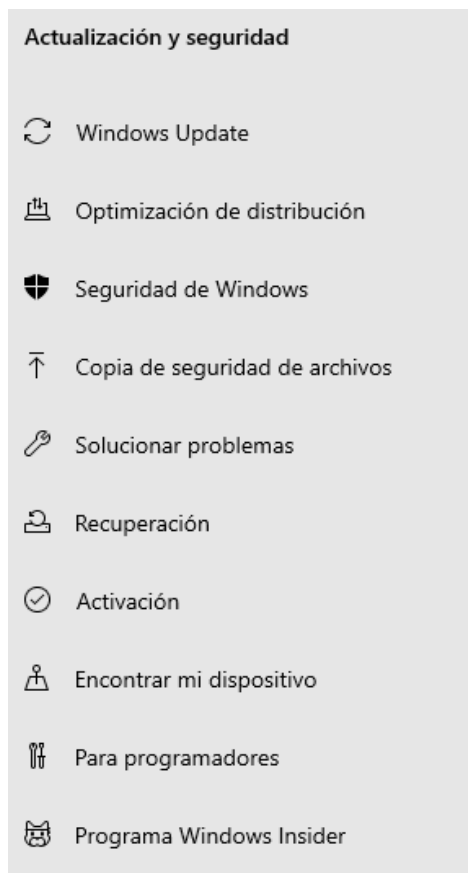 Actualización y seguridad
Windows Update
Optimización de distribución
Seguridad de Windows
Copia de seguridad de archivos
Solucionar problemas
Recuperación
Activación
Encontrar mi dispositivo
Para programadores
Programa Windows Insider